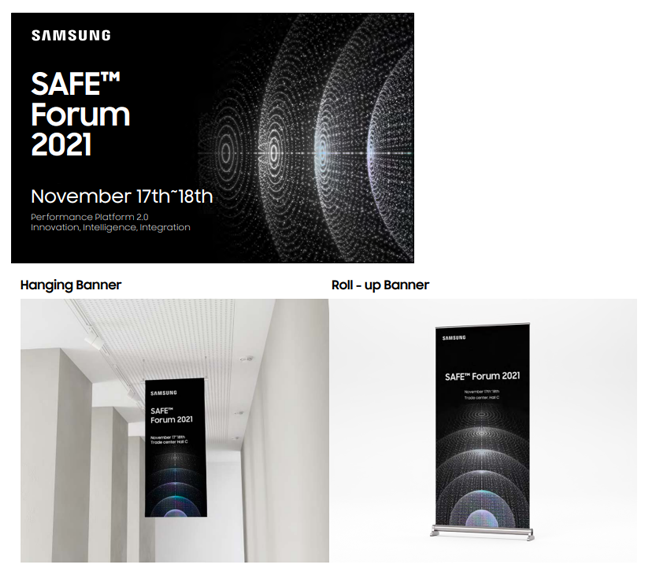 SAMSUNG
SAFE™
Forum
2021
November 17th~18th
Performance Platform 2.0
Innovation, Intelligence, Integration
Hanging Banner
Roll - up Banner
SAMSUNG
SAFE™
Forum 2021
November 17~18th.
Trade center, Hall C
SAMSUNG
SAFE™ Forum 2021
November 17th~18th.
Trade center, Hall C